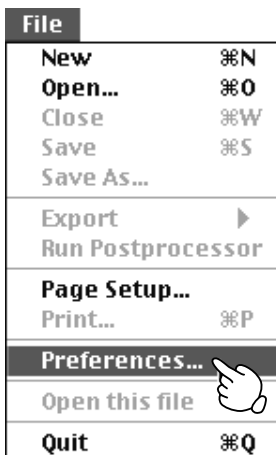 File
New ⌘N
Open... ⌘O
Close ⌘W
Save ⌘S
Save As...
Export ▶
Run Postprocessor
Page Setup...
Print... ⌘P
Preferences...
Open this file
Quit ⌘Q